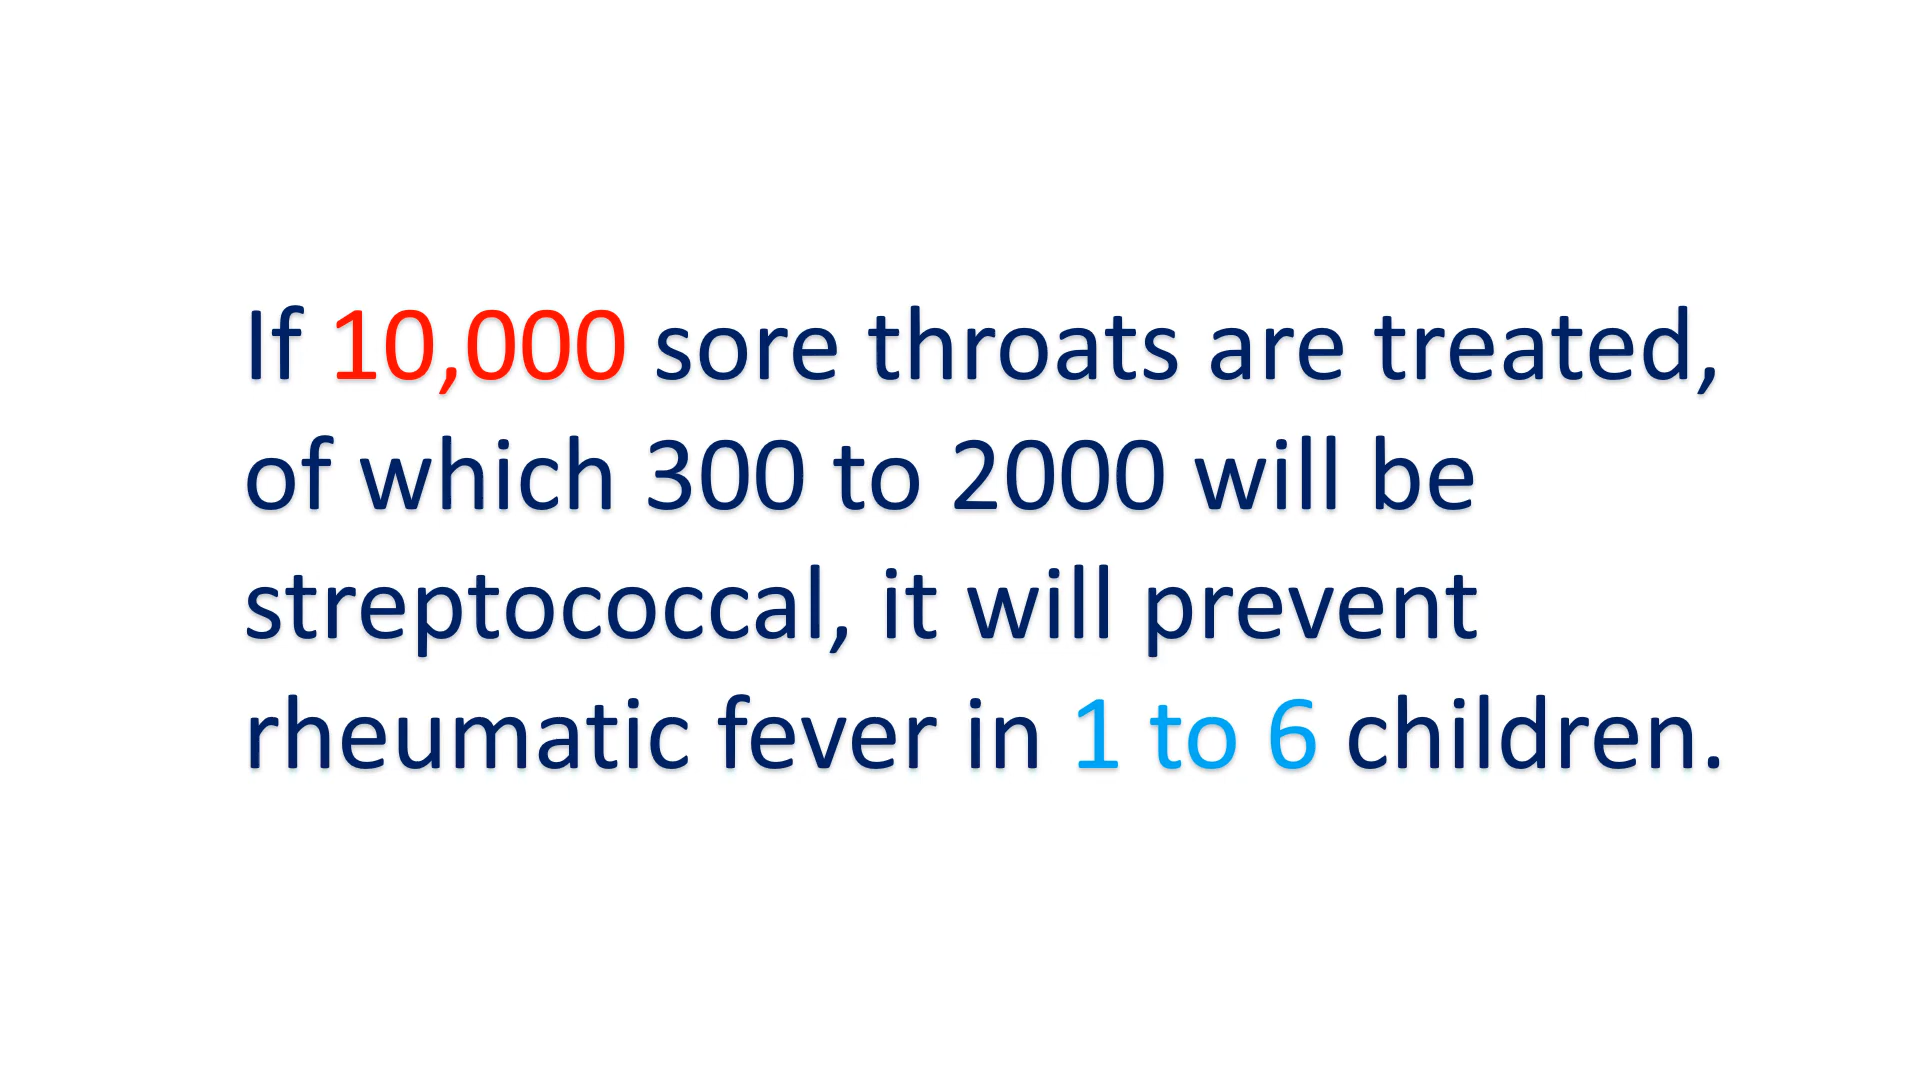 If 10,000 sore throats are treated,
of which 300 to 2000 will be
streptococcal, it will prevent
rheumatic fever in 1 to 6 children.